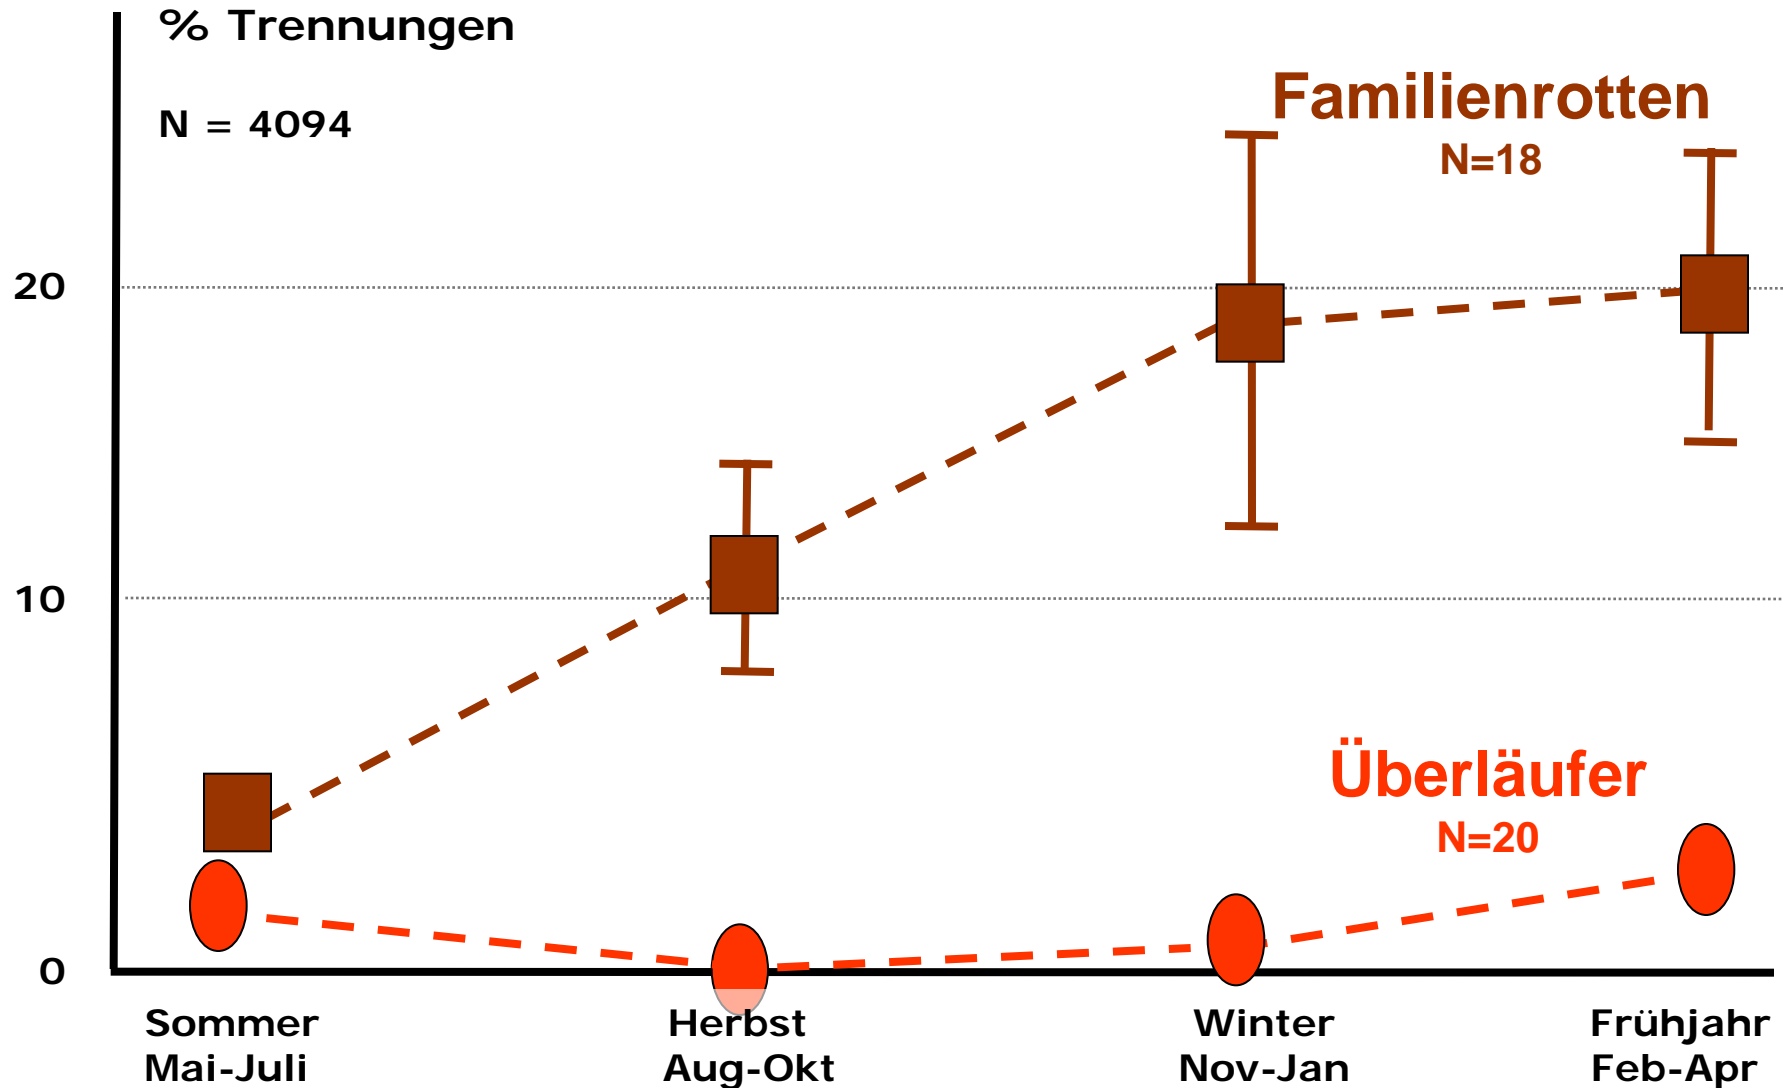 % Trennungen
N = 4094
Familienrotten
N=18
20
10
Überläufer
N=20
0
Sommer
Mai-Juli
Herbst
Aug-Okt
Winter
Nov-Jan
Frühjahr
Feb-Apr